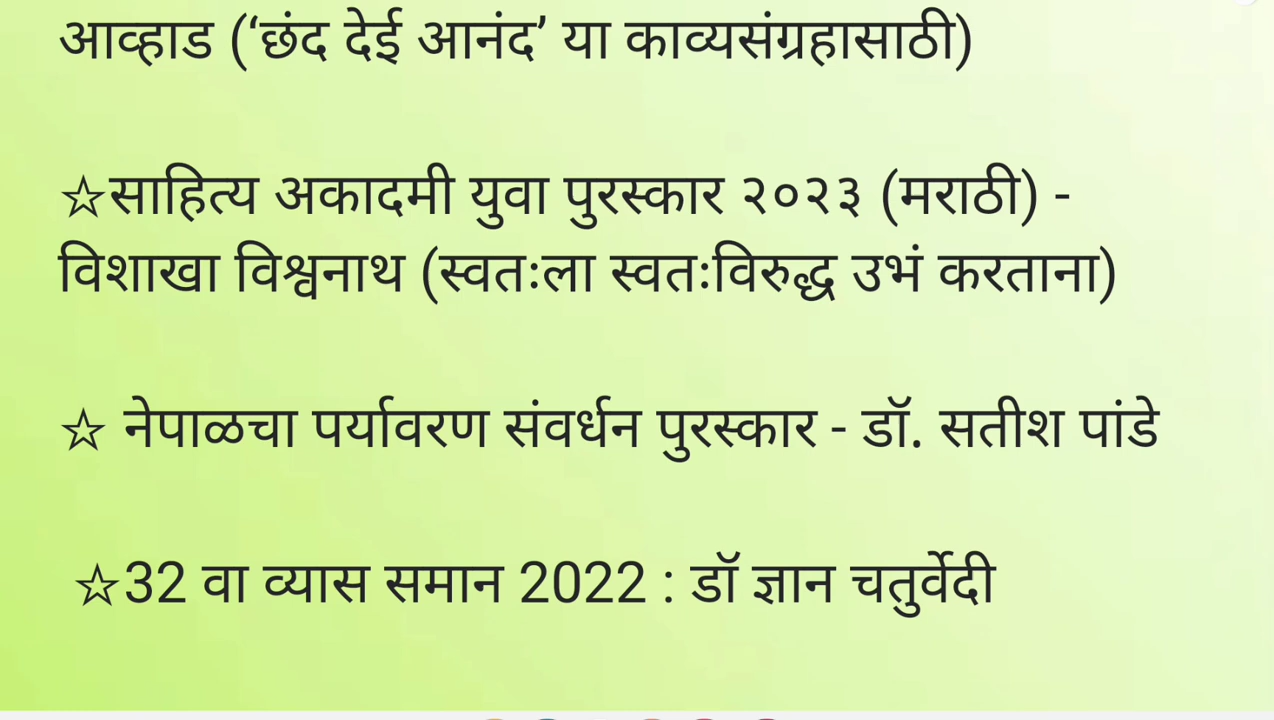 आव्हाड (‘छंद देई आनंद’ या काव्यसंग्रहासाठी)
☆साहित्य अकादमी युवा पुरस्कार २०२३ (मराठी) -
विशाखा विश्वनाथ (स्वतःला स्वतःविरुद्ध उभं करताना)
☆ नेपाळचा पर्यावरण संवर्धन पुरस्कार - डॉ. सतीश पांडे
☆32 वा व्यास समान 2022 : डॉ ज्ञान चतुर्वेदी